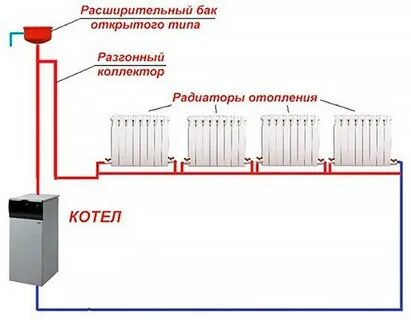 Расширительный бак
открытого типа
Разгонный
коллектор
Радиаторы отопления
КОТЕЛ